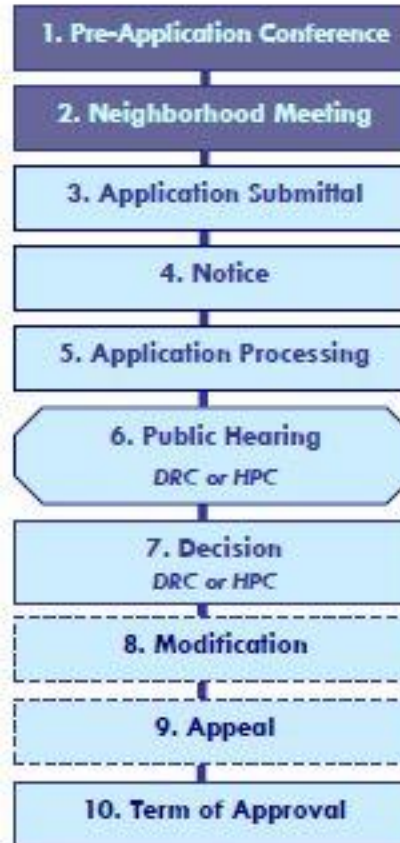 1. Pre-Application Conference
2. Neighborhood Meeting
3. Application Submittal
4. Notice
5. Application Processing
6. Public Hearing
DRC or HPC
7. Decision
DRC or HPC
8. Modification
9. Appeal
10. Term of Approval